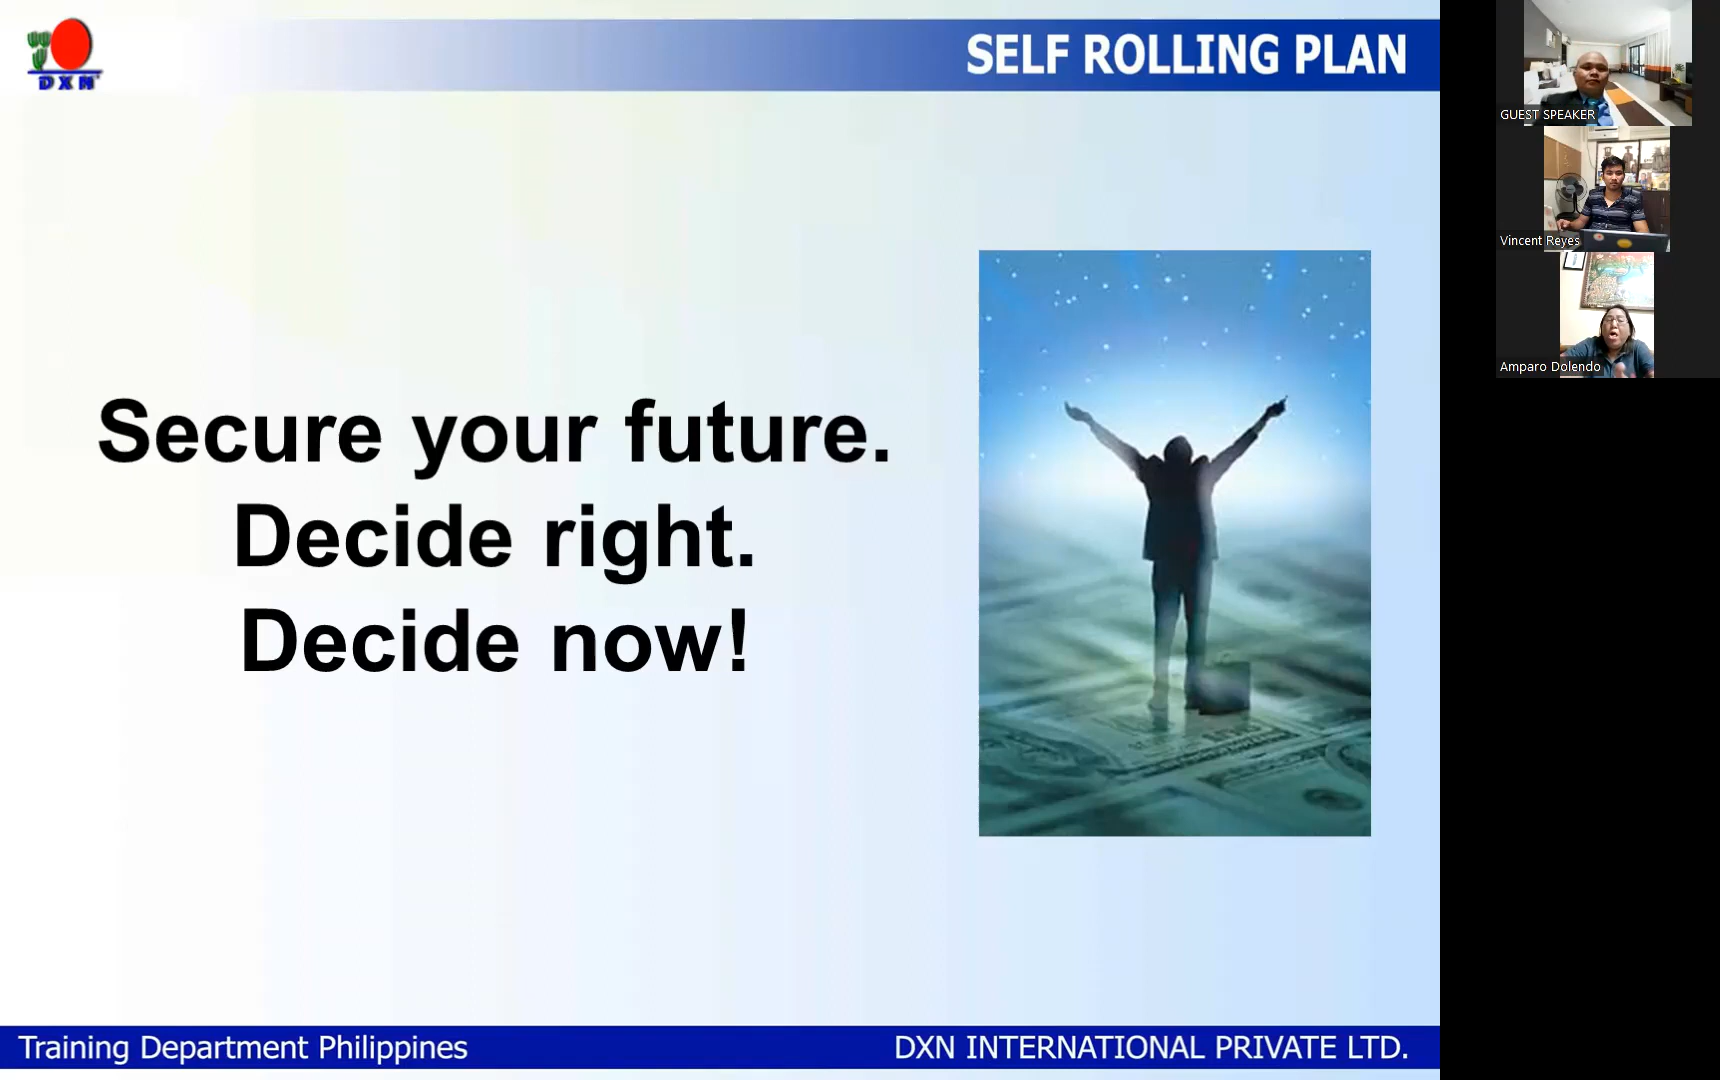 DXN
SELF ROLLING PLAN
Secure your future.
Decide right.
Decide now!
Training Department Philippines
DXN INTERNATIONAL PRIVATE LTD.
GUEST SPEAKER
Vincent Reyes
Amparo Dolendo